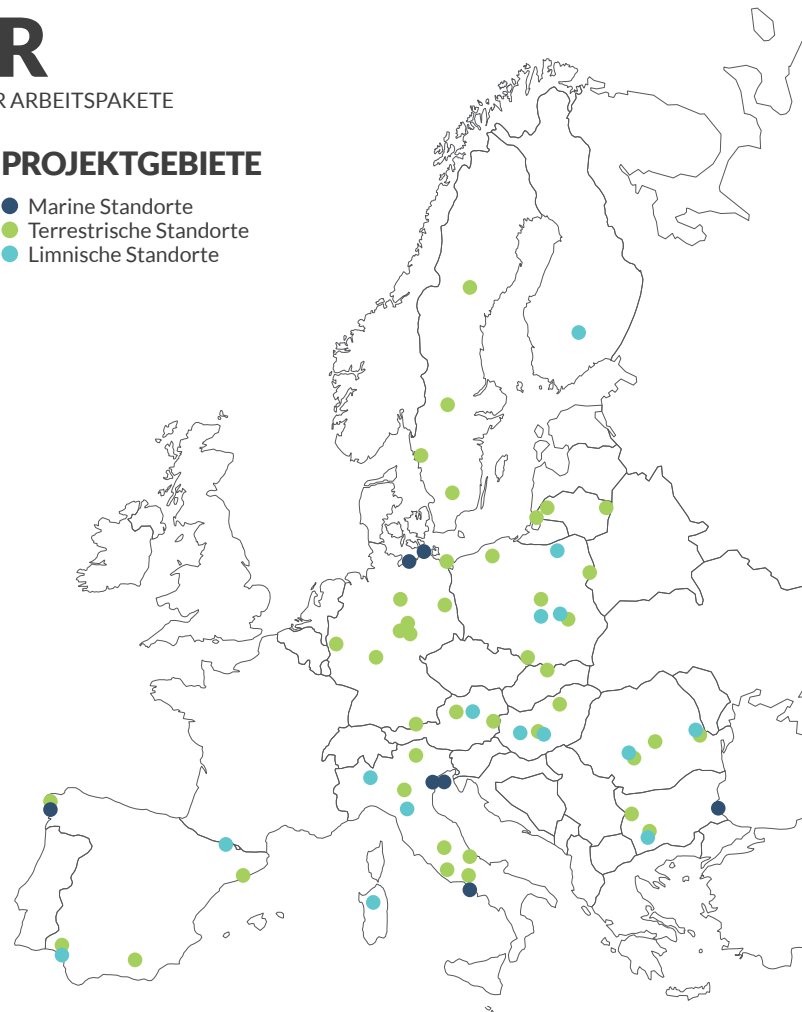 R
R ARBEITSPAKETE
PROJEKTGEBIETE
Marine Standorte
Terrestrische Standorte
Limnische Standorte